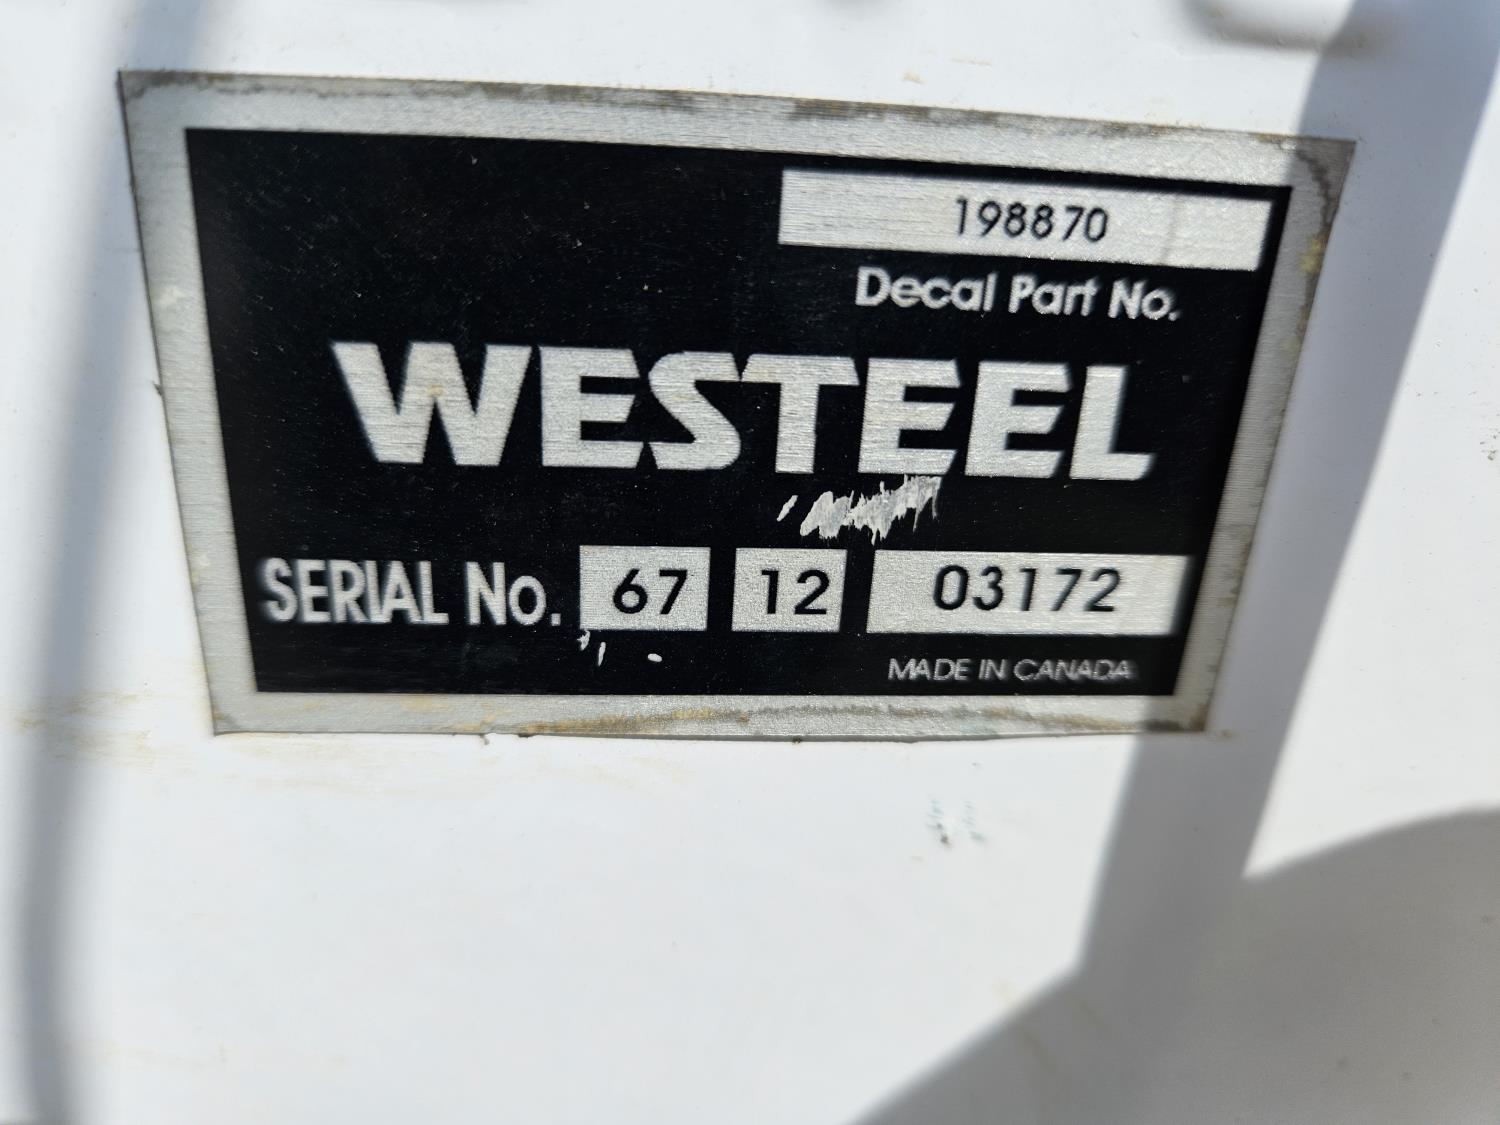 198870
Decal Part No.
WESTEEL
SERIAL No. 67 12 03172
MADE IN CANADA